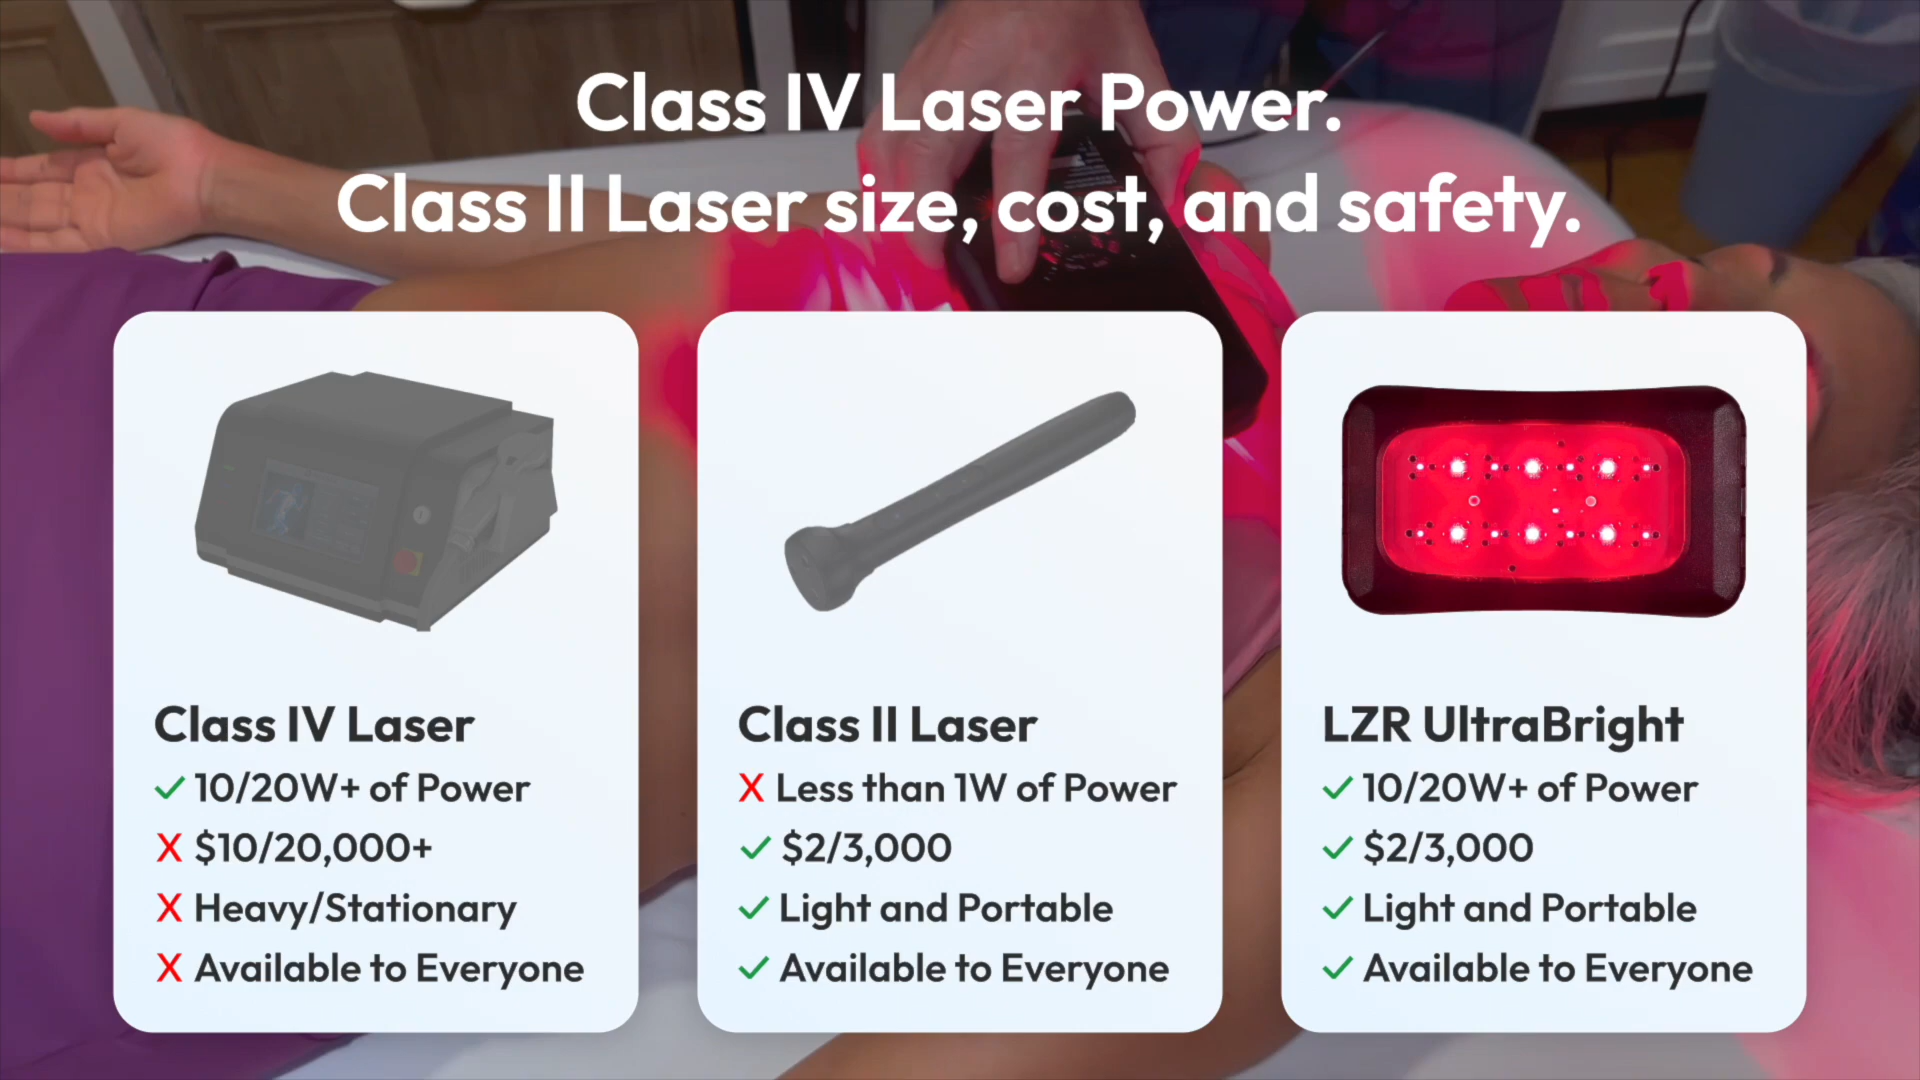 Class IV Laser Power.
Class II Laser size, cost, and safety.
Class IV Laser
✓ 10/20W+ of Power
X $10/20,000+
X Heavy/Stationary
X Available to Everyone
Class II Laser
X Less than 1W of Power
✓ $2/3,000
✓ Light and Portable
✓ Available to Everyone
LZR UltraBright
✓ 10/20W+ of Power
✓ $2/3,000
✓ Light and Portable
✓ Available to Everyone